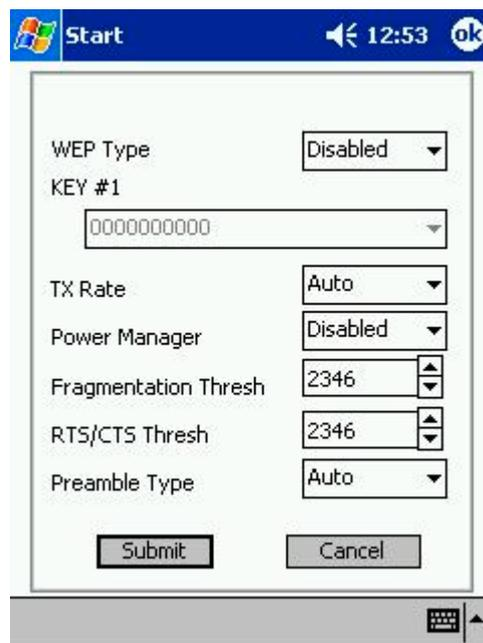 Start 12:53 ok
WEP Type Disabled
KEY #1
0000000000
TX Rate Auto
Power Manager Disabled
Fragmentation Thresh 2346
RTS/CTS Thresh 2346
Preamble Type Auto
Submit Cancel